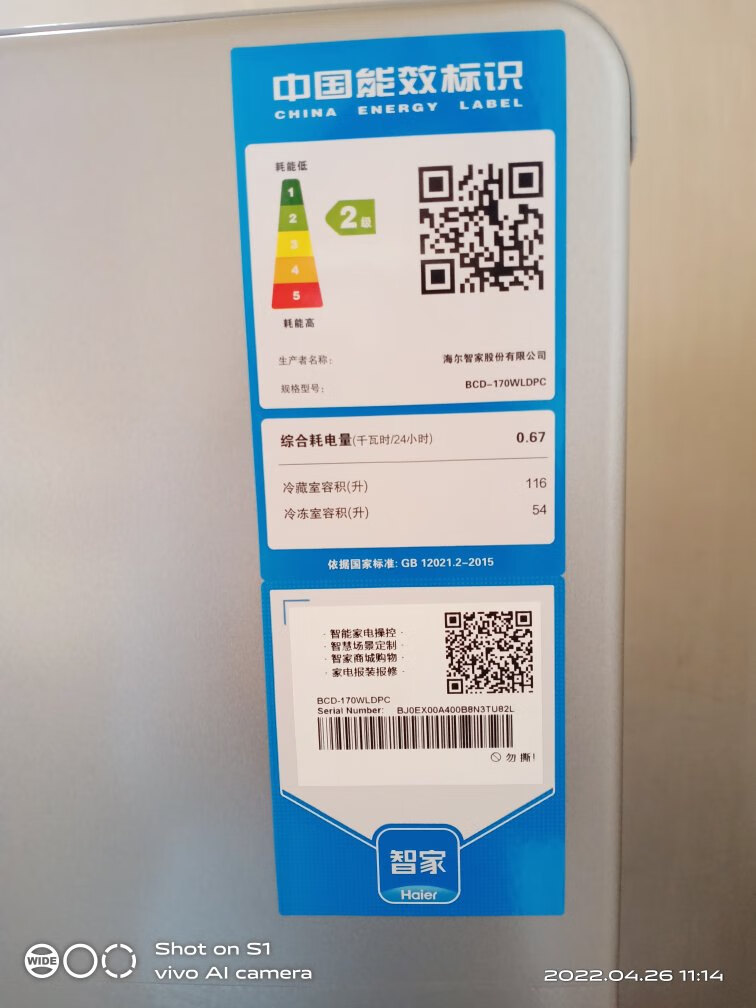 中国能效标识
CHINA ENERGY LABEL
耗能低
1
2
3
4
5
2级
耗能高
生产者名称: 海尔智家股份有限公司
规格型号: BCD-170WLDPC
综合耗电量(千瓦时/24小时) 0.67
冷藏室容积(升) 116
冷冻室容积(升) 54
依据国家标准: GB 12021.2-2015
· 智能家电操控 ·
· 智慧场景定制 ·
· 智家商城购物 ·
· 家电报装报修 ·
BCD-170WLDPC
Serial Number: BJ0EX00A400B8N3TU82L
勿撕!
智家
Haier
WIDE
Shot on S1
vivo AI camera
2022.04.26 11:14